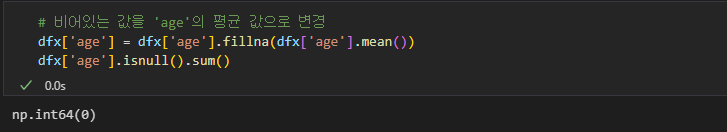 # 비어있는 값을 'age'의 평균 값으로 변경
dfx['age'] = dfx['age'].fillna(dfx['age'].mean())
dfx['age'].isnull().sum()
0.0s
np.int64(0)